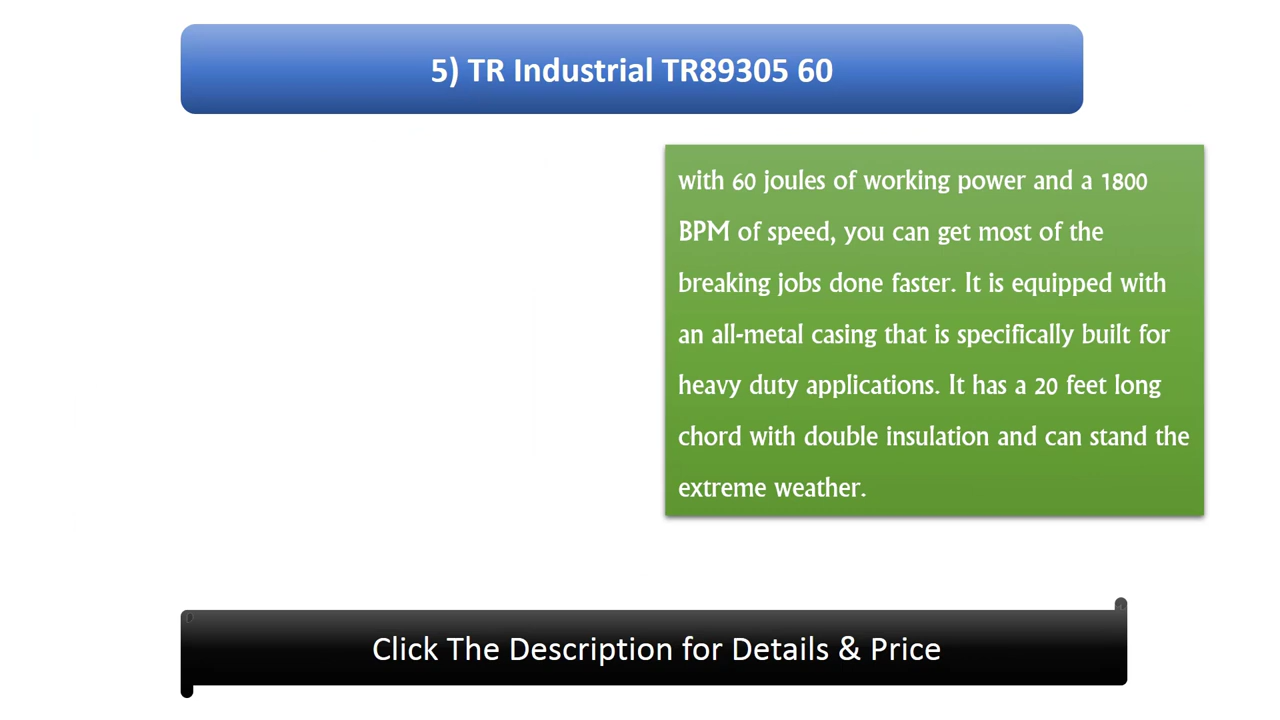 5) TR Industrial TR89305 60
with 60 joules of working power and a 1800
BPM of speed, you can get most of the
breaking jobs done faster. It is equipped with
an all-metal casing that is specifically built for
heavy duty applications. It has a 20 feet long
chord with double insulation and can stand the
extreme weather.
Click The Description for Details & Price